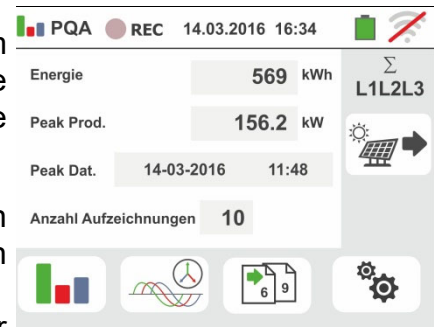 PQA REC 14.03.2016 16:34
Energie 569 kWh
Σ
L1L2L3
Peak Prod. 156.2 kW
Peak Dat. 14-03-2016 11:48
Anzahl Aufzeichnungen 10
6 9